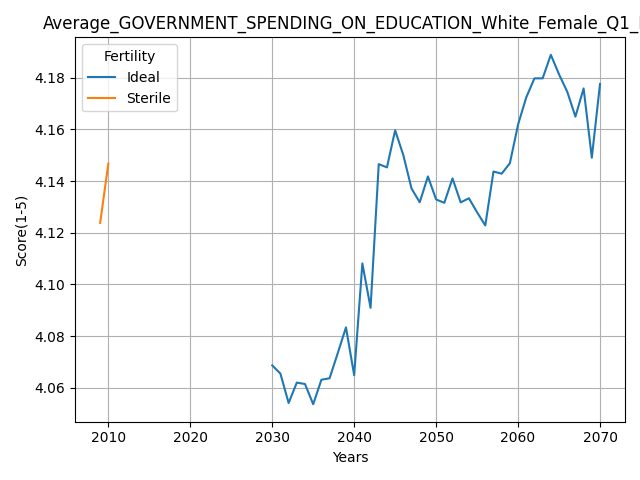 Average_GOVERNMENT_SPENDING_ON_EDUCATION_White_Female_Q1_
Fertility
Ideal
Sterile
Score(1-5)
4.18
4.16
4.14
4.12
4.10
4.08
4.06
2010 2020 2030 2040 2050 2060 2070
Years